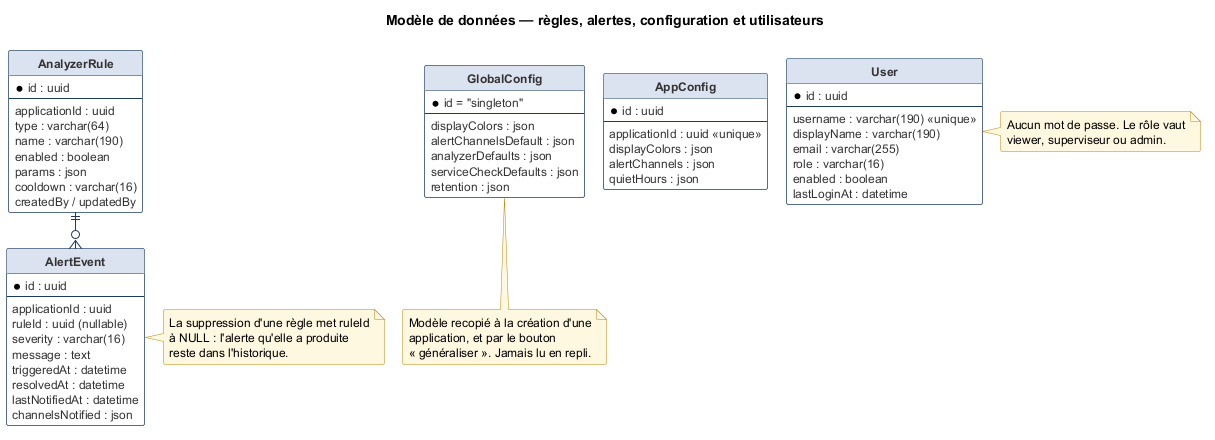 Modèle de données — règles, alertes, configuration et utilisateurs
AnalyzerRule
id : uuid
applicationId : uuid
type : varchar(64)
name : varchar(190)
enabled : boolean
params : json
cooldown : varchar(16)
createdBy / updatedBy
GlobalConfig
id = "singleton"
displayColors : json
alertChannelsDefault : json
analyzerDefaults : json
serviceCheckDefaults : json
retention : json
AppConfig
id : uuid
applicationId : uuid «unique»
displayColors : json
alertChannels : json
quietHours : json
User
id : uuid
username : varchar(190) «unique»
displayName : varchar(190)
email : varchar(255)
role : varchar(16)
enabled : boolean
lastLoginAt : datetime
Aucun mot de passe. Le rôle vaut
viewer, superviseur ou admin.
AlertEvent
id : uuid
applicationId : uuid
ruleId : uuid (nullable)
severity : varchar(16)
message : text
triggeredAt : datetime
resolvedAt : datetime
lastNotifiedAt : datetime
channelsNotified : json
La suppression d'une règle met ruleId
à NULL : l'alerte qu'elle a produite
reste dans l'historique.
Modèle recopié à la création d'une
application, et par le bouton
« généraliser ». Jamais lu en repli.